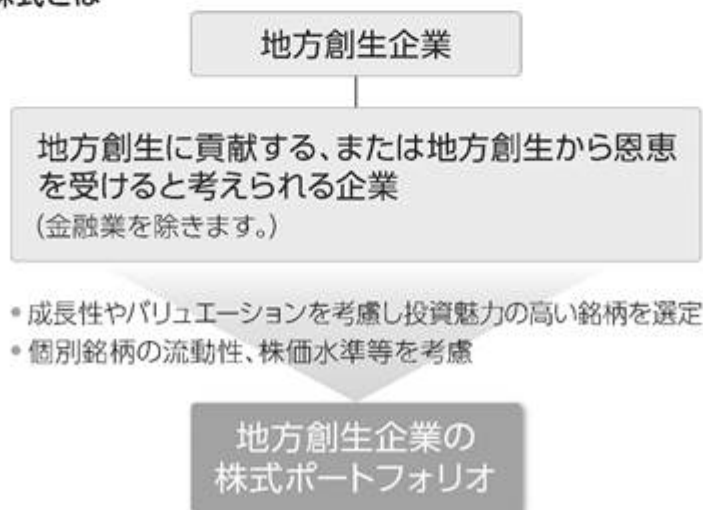 株式とは
地方創生企業
地方創生に貢献する、または地方創生から恩恵
を受けると考えられる企業
(金融業を除きます。)
• 成長性やバリュエーションを考慮し投資魅力の高い銘柄を選定
• 個別銘柄の流動性、株価水準等を考慮
地方創生企業の
株式ポートフォリオ